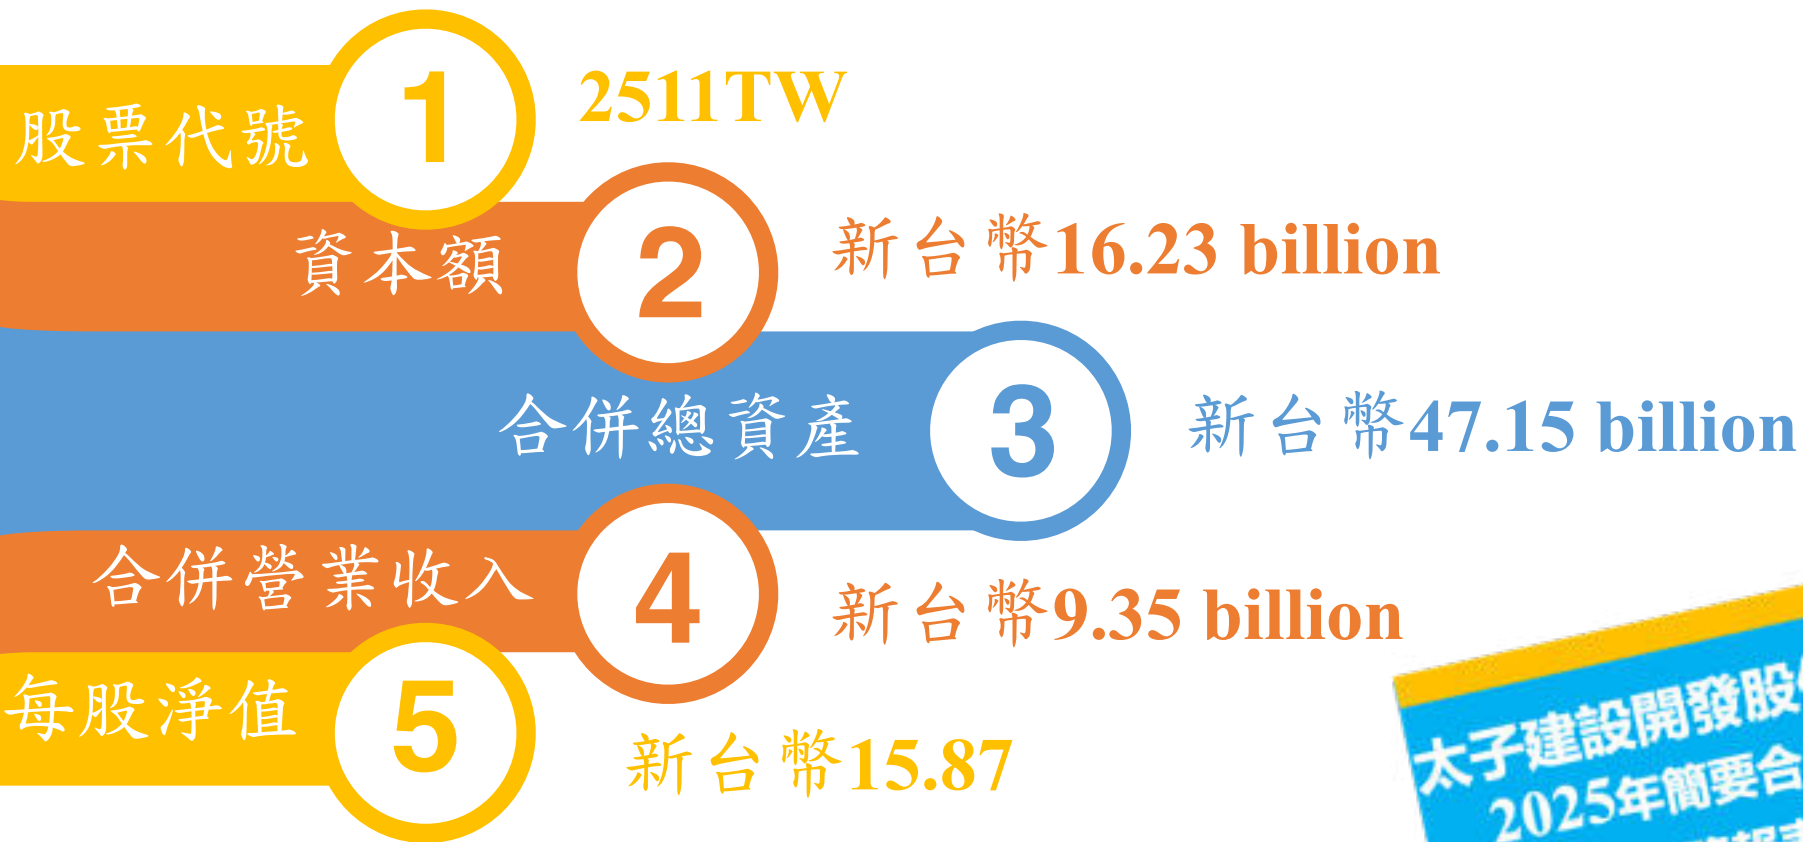 股票代號 1 2511TW
資本額 2 新台幣16.23 billion
合併總資產 3 新台幣47.15 billion
合併營業收入 4 新台幣9.35 billion
每股淨值 5 新台幣15.87
太子建設開發股
2025年簡要合